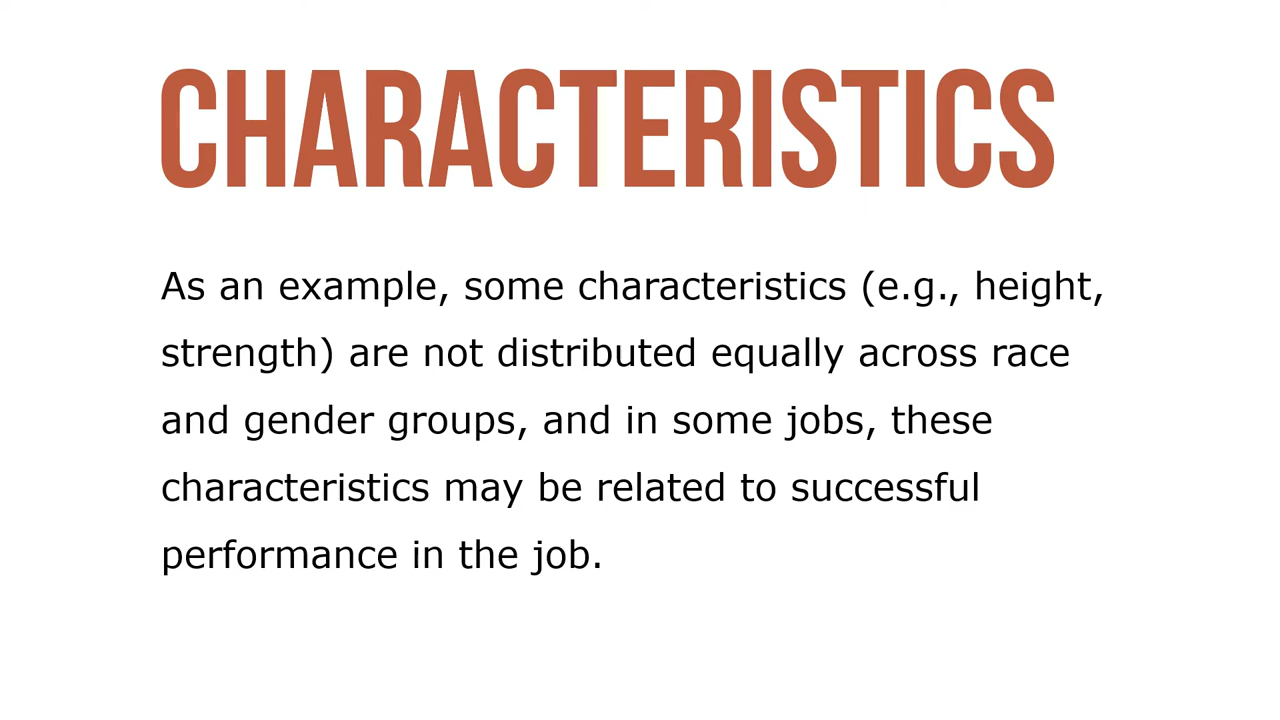 CHARACTERISTICS
As an example, some characteristics (e.g., height,
strength) are not distributed equally across race
and gender groups, and in some jobs, these
characteristics may be related to successful
performance in the job.